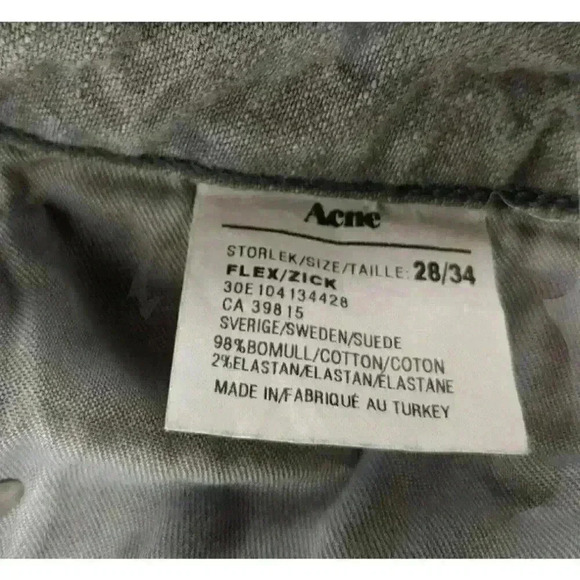 Acne
STORLEK/SIZE/TAILLE: 28/34
FLEX/ZICK
30E104134428
CA 39815
SVERIGE/SWEDEN/SUEDE
98%BOMULL/COTTON/COTON
2%ELASTAN/ELASTAN/ELASTANE
MADE IN/FABRIQUÉ AU TURKEY